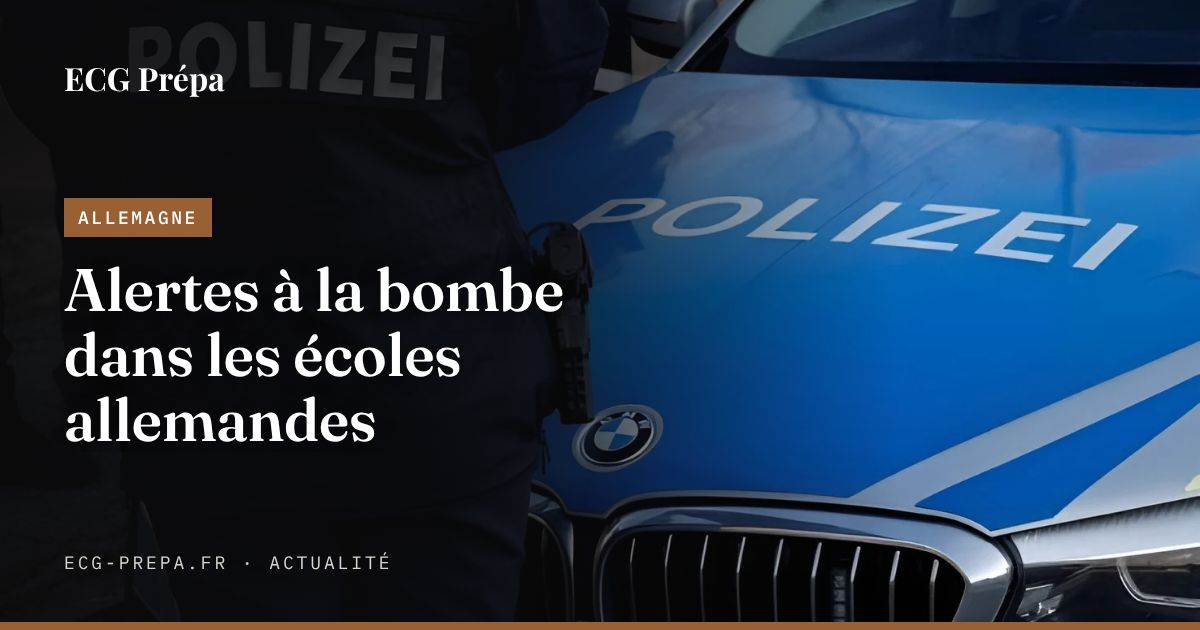 POLIZEI
ECG Prépa
POLIZEI
ALLEMAGNE
Alertes à la bombe
dans les écoles
allemandes
ECG-PREPA.FR · ACTUALITÉ